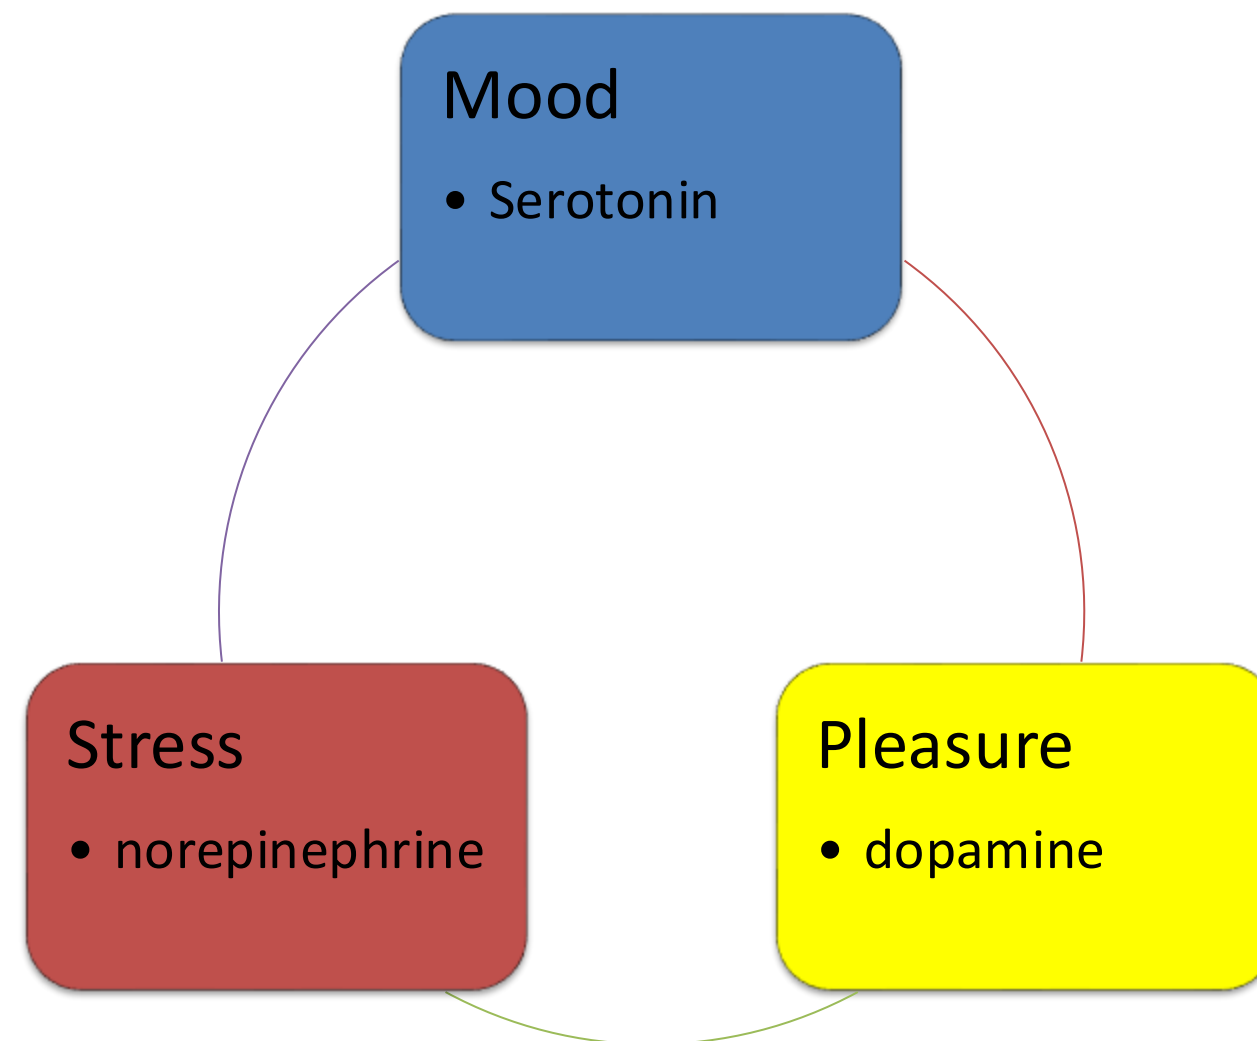 Mood
• Serotonin
Stress
• norepinephrine
Pleasure
• dopamine